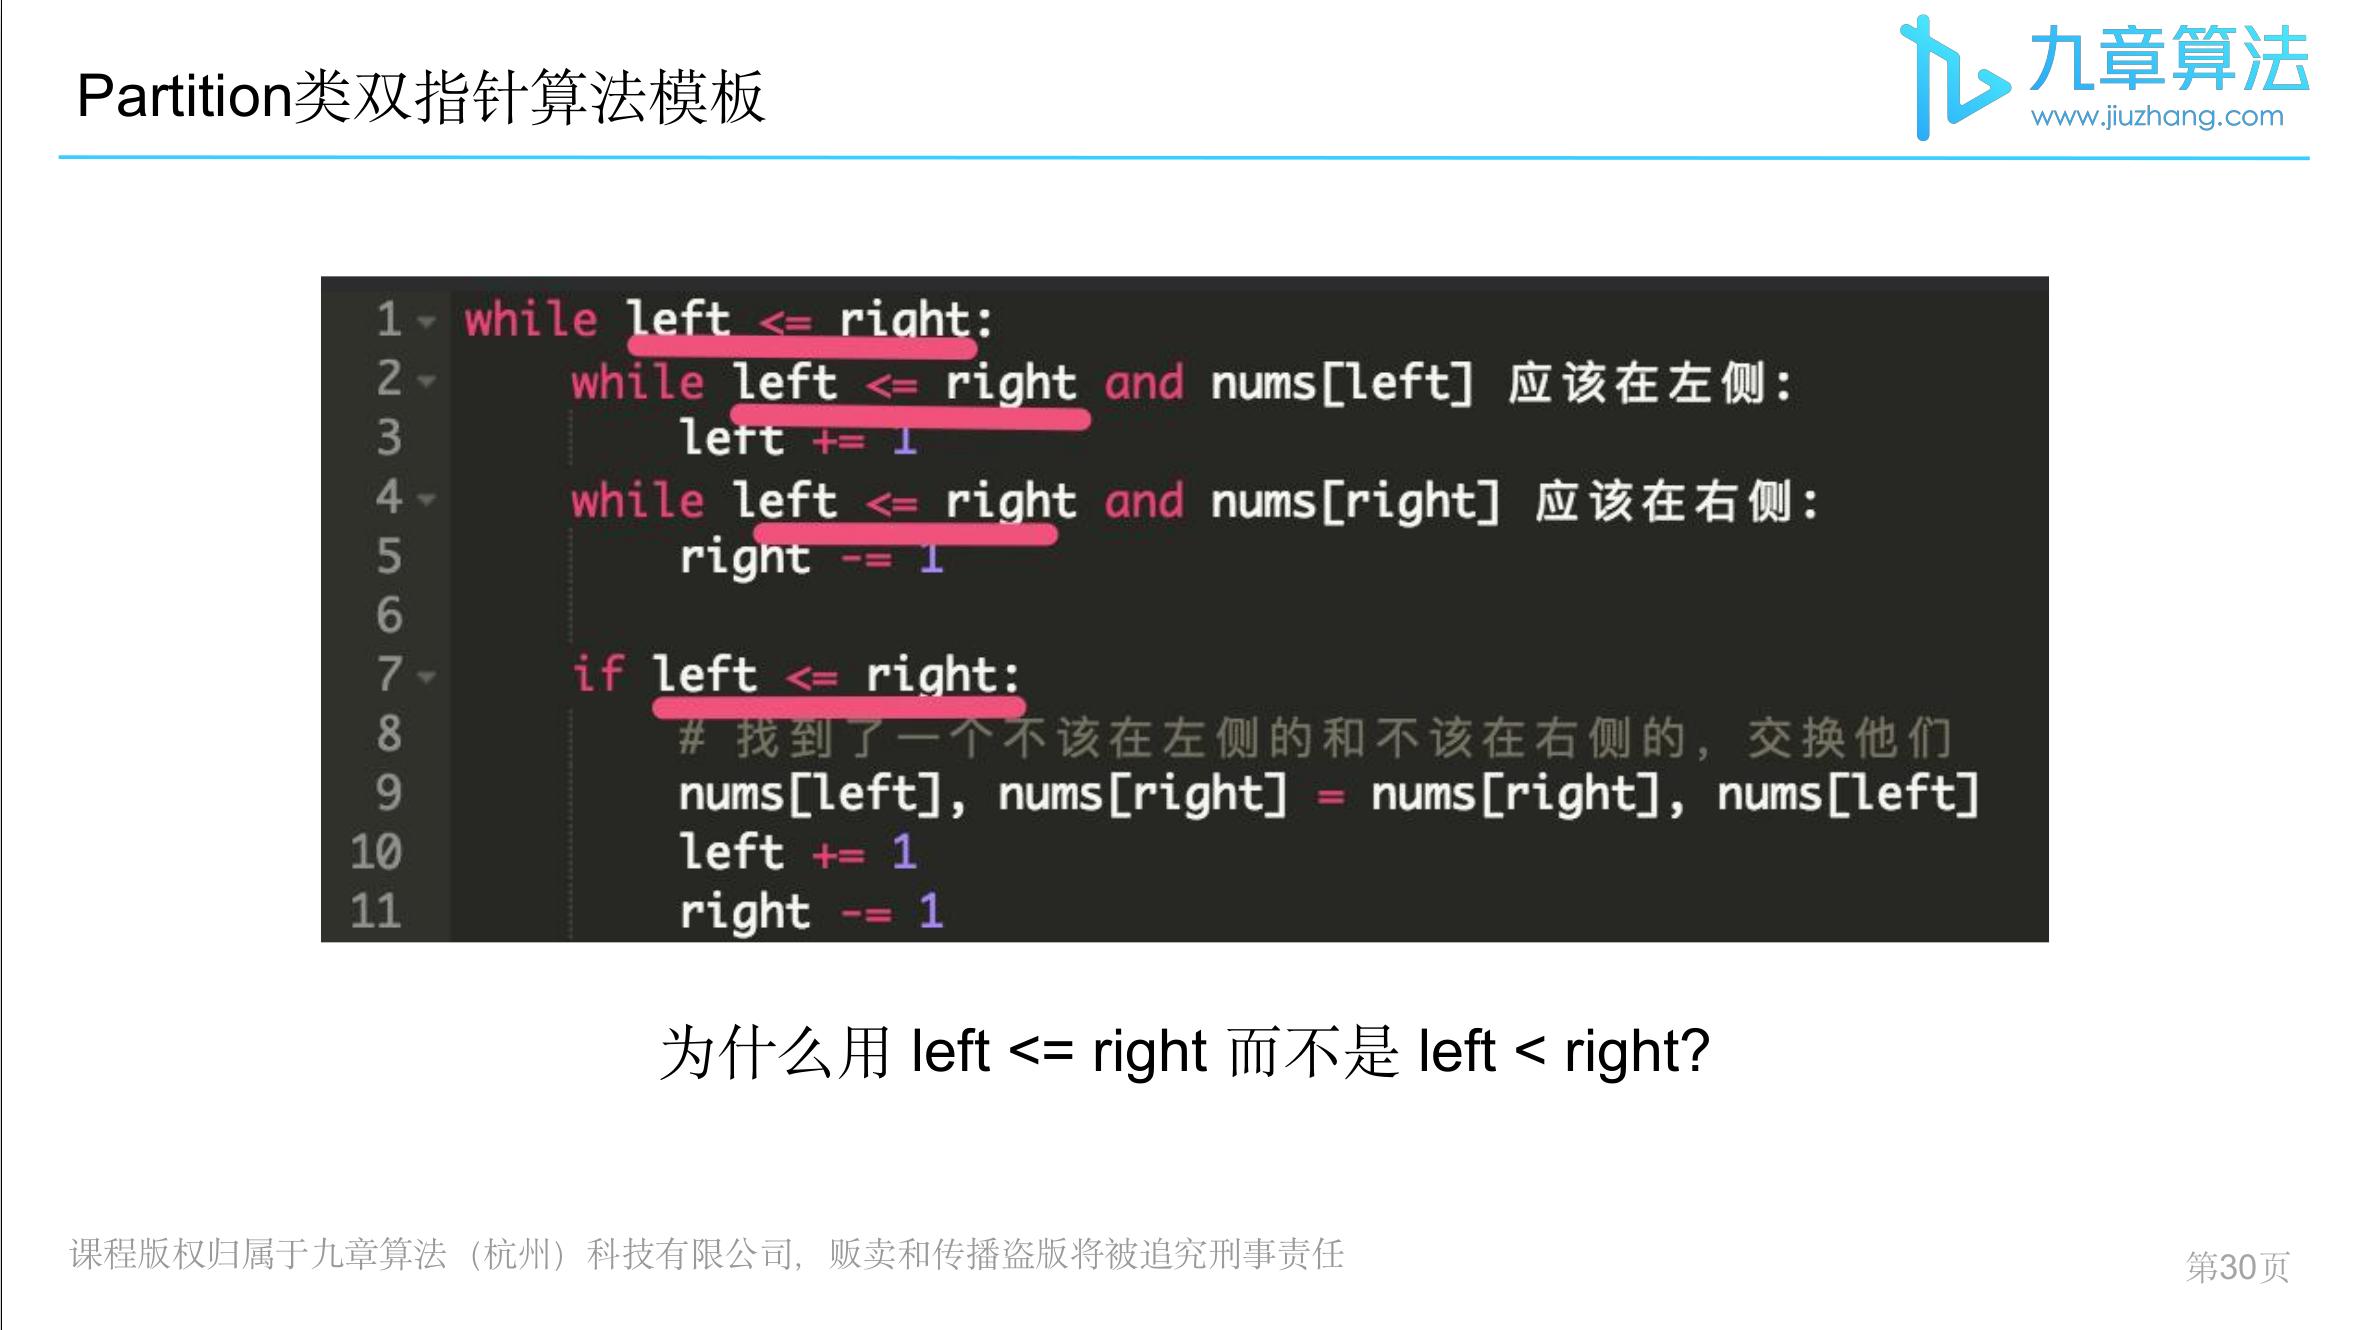 Partition类双指针算法模板
九章算法
www.jiuzhang.com
1 while left <= right:
2 while left <= right and nums[left] 应该在左侧:
3 left += 1
4 while left <= right and nums[right] 应该在右侧:
5 right -= 1
6
7 if left <= right:
8 # 找到了一个不该在左侧的和不该在右侧的，交换他们
9 nums[left], nums[right] = nums[right], nums[left]
10 left += 1
11 right -= 1
为什么用 left <= right 而不是 left < right?
课程版权归属于九章算法（杭州）科技有限公司，贩卖和传播盗版将被追究刑事责任
第30页